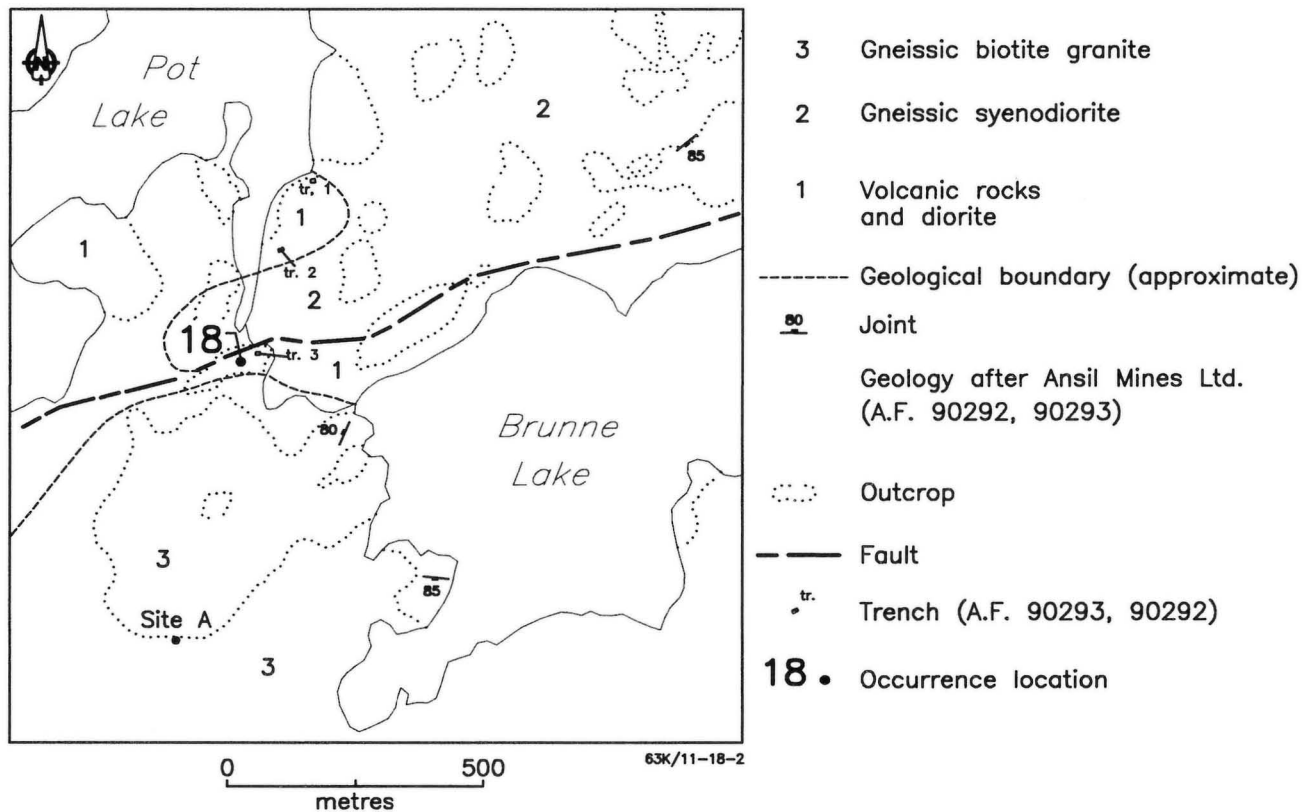 N
Pot
Lake
2
85
tr. 1
1
1
tr. 2
2
18
tr. 3
1
80
Brunne
Lake
3
85
Site A
3
63K/11-18-2
0 500
metres
3 Gneissic biotite granite
2 Gneissic syenodiorite
1 Volcanic rocks
and diorite
Geological boundary (approximate)
80 Joint
Geology after Ansil Mines Ltd.
(A.F. 90292, 90293)
Outcrop
Fault
tr. Trench (A.F. 90293, 90292)
18 Occurrence location